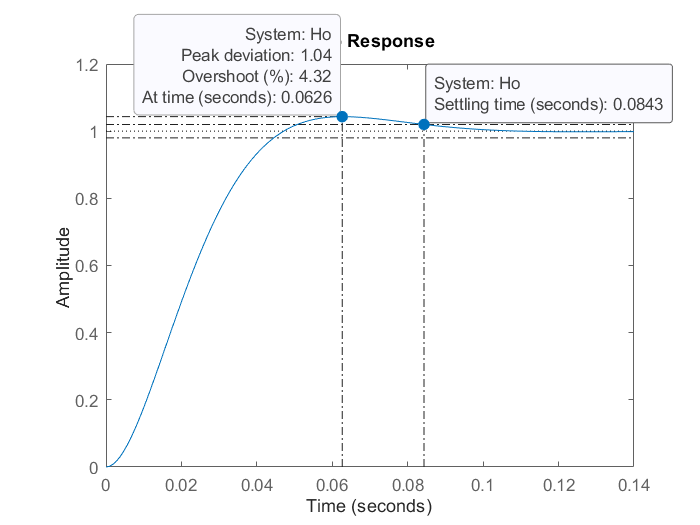 System: Ho
Peak deviation: 1.04
Overshoot (%): 4.32
At time (seconds): 0.0626
Response
System: Ho
Settling time (seconds): 0.0843
1.2
1
0.8
0.6
0.4
0.2
0
Amplitude
0
0.02
0.04
0.06
0.08
0.1
0.12
0.14
Time (seconds)